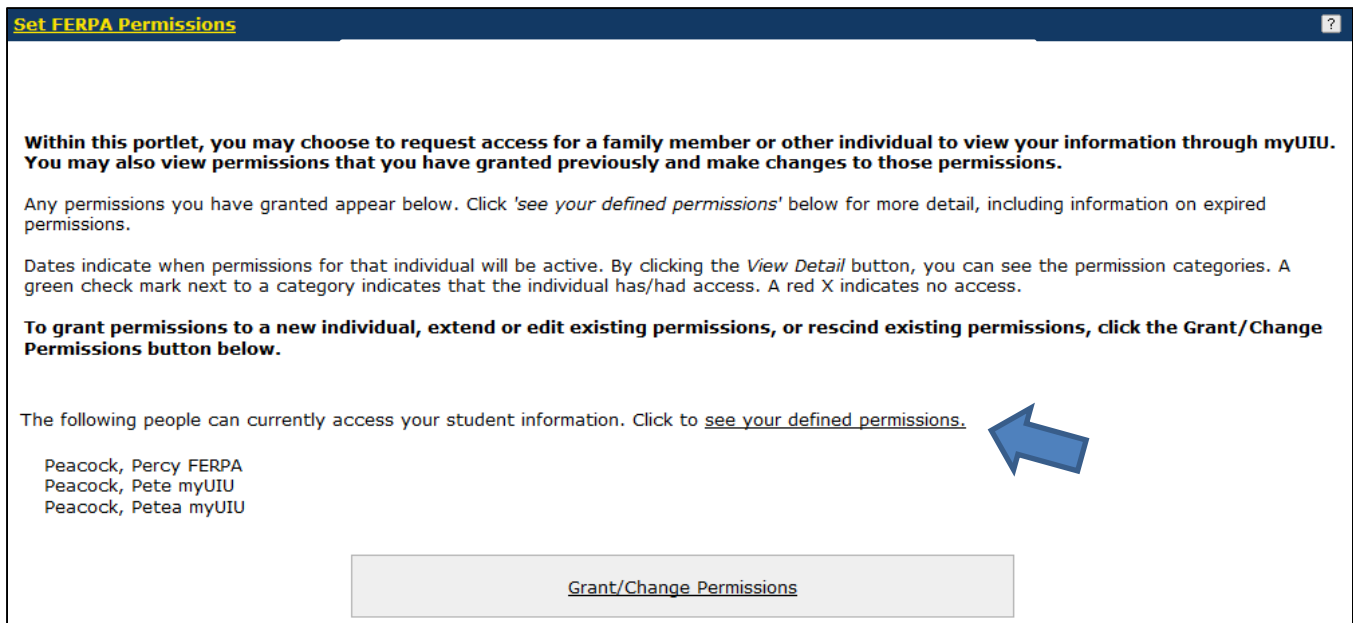 Set FERPA Permissions
?
Within this portlet, you may choose to request access for a family member or other individual to view your information through myUIU.
You may also view permissions that you have granted previously and make changes to those permissions.
Any permissions you have granted appear below. Click 'see your defined permissions' below for more detail, including information on expired
permissions.
Dates indicate when permissions for that individual will be active. By clicking the View Detail button, you can see the permission categories. A
green check mark next to a category indicates that the individual has/had access. A red X indicates no access.
To grant permissions to a new individual, extend or edit existing permissions, or rescind existing permissions, click the Grant/Change
Permissions button below.
The following people can currently access your student information. Click to see your defined permissions.
Peacock, Percy FERPA
Peacock, Pete myUIU
Peacock, Petea myUIU
Grant/Change Permissions